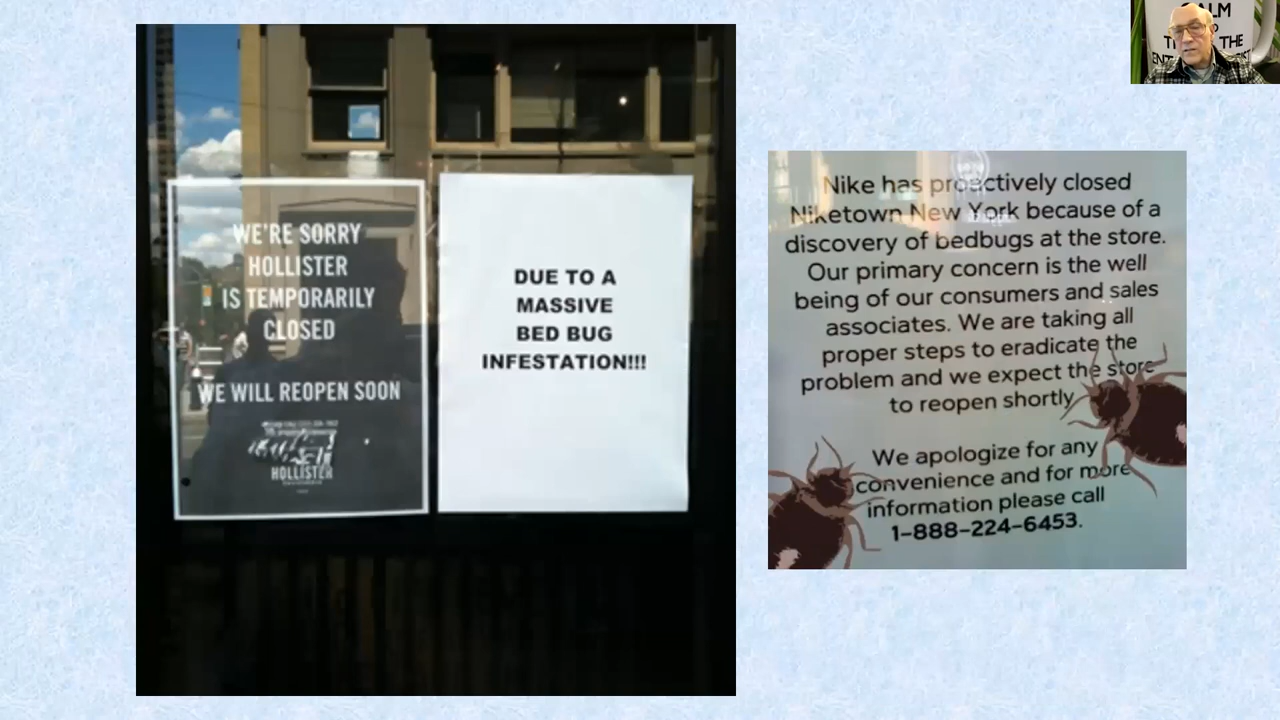 WE'RE SORRY
HOLLISTER
IS TEMPORARILY
CLOSED
WE WILL REOPEN SOON
HOLLISTER
DUE TO A
MASSIVE
BED BUG
INFESTATION!!!
Nike has proactively closed
Niketown New York because of a
discovery of bedbugs at the store.
Our primary concern is the well
being of our consumers and sales
associates. We are taking all
proper steps to eradicate the
problem and we expect the store
to reopen shortly
We apologize for any
convenience and for more
information please call
1-888-224-6453.
CALM
THE